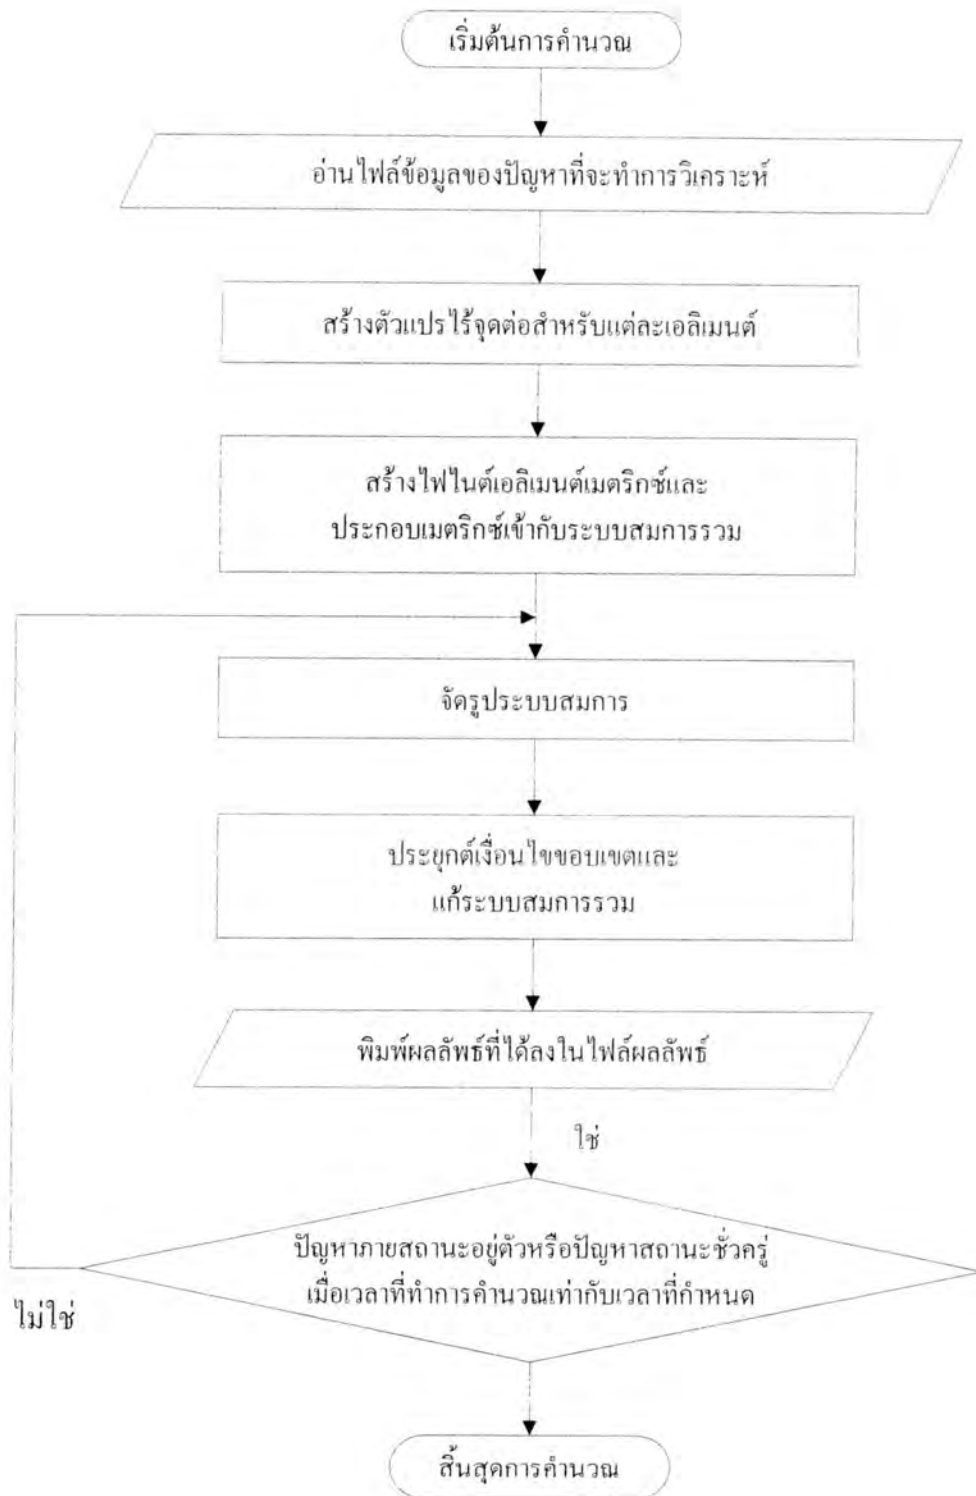 เริ่มต้นการคำนวณ
อ่านไฟล์ข้อมูลของปัญหาที่จะทำการวิเคราะห์
สร้างตัวแปรไร้จุดต่อสำหรับแต่ละเอลิเมนต์
สร้างไฟไนต์เอลิเมนต์เมตริกซ์และ
ประกอบเมตริกซ์เข้ากับระบบสมการรวม
จัดรูประบบสมการ
ประยุกต์เงื่อนไขขอบเขตและ
แก้ระบบสมการรวม
พิมพ์ผลลัพธ์ที่ได้ลงในไฟล์ผลลัพธ์
ใช่
ปัญหาภายสถานะอยู่ตัวหรือปัญหาสถานะชั่วครู่
เมื่อเวลาที่ทำการคำนวณเท่ากับเวลาที่กำหนด
ไม่ใช่
สิ้นสุดการคำนวณ